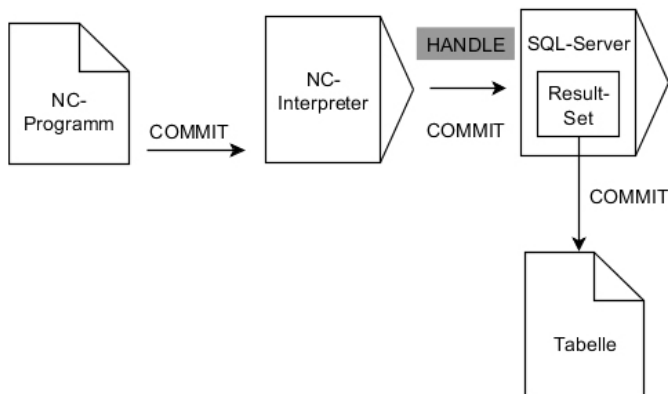 NC-
Programm
COMMIT
NC-
Interpreter
HANDLE
COMMIT
SQL-Server
Result-
Set
COMMIT
Tabelle